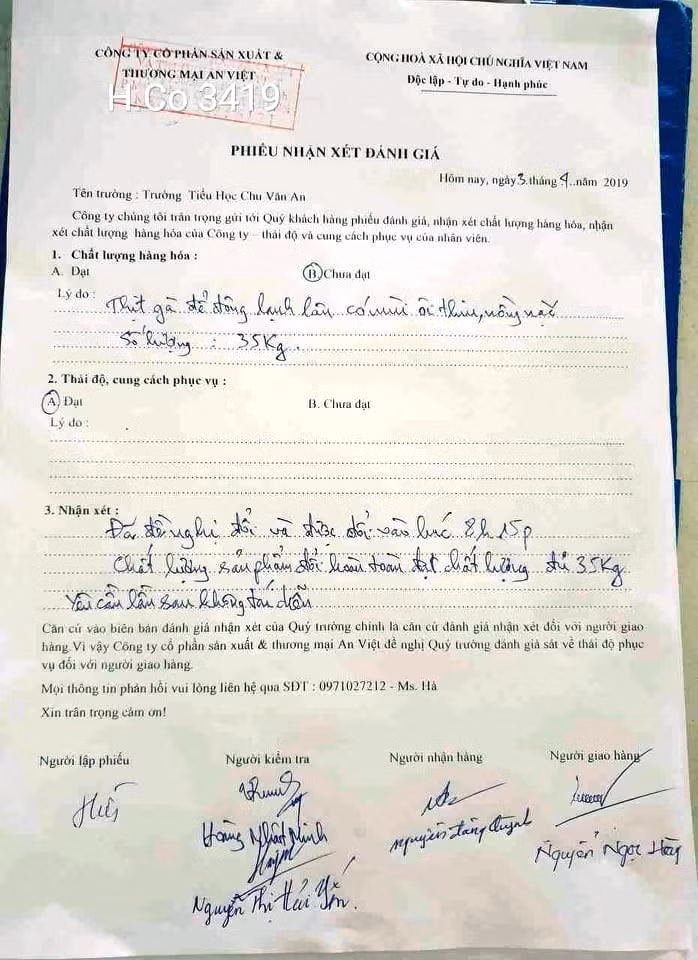 CÔNG TY CỔ PHẦN SẢN XUẤT &
THƯƠNG MẠI AN VIỆT
H Co 3419
CỘNG HOÀ XÃ HỘI CHỦ NGHĨA VIỆT NAM
Độc lập - Tự do - Hạnh phúc
PHIẾU NHẬN XÉT ĐÁNH GIÁ
Hôm nay, ngày 3. tháng 4..năm 2019
Tên trường : Trường Tiểu Học Chu Văn An
Công ty chúng tôi trân trọng gửi tới Quý khách hàng phiếu đánh giá, nhận xét chất lượng hàng hóa, nhận
xét chất lượng hàng hóa của Công ty – thái độ và cung cách phục vụ của nhân viên.
1. Chất lượng hàng hóa :
A. Đạt B. Chưa đạt
Lý do : Thịt gà để đông lạnh lâu có mùi ôi thiu, nồng nặc
Số lượng : 35Kg.
2. Thái độ, cung cách phục vụ :
A. Đạt B. Chưa đạt
Lý do :
3. Nhận xét :
Đã đề nghị đổi và được đổi vào lúc 8h 15p
Chất lượng sản phẩm đổi hoàn toàn đạt chất lượng đủ 35Kg
Yêu cầu lần sau không tái diễn
Căn cứ vào biên bản đánh giá nhận xét của Quý trường chính là căn cứ đánh giá nhận xét đối với người giao
hàng.Vì vậy Công ty cổ phần sản xuất & thương mại An Việt đề nghị Quý trường đánh giá sát về thái độ phục
vụ đối với người giao hàng.
Mọi thông tin phản hồi vui lòng liên hệ qua SĐT : 0971027212 - Ms. Hà
Xin trân trọng cảm ơn!
Người lập phiếu Người kiểm tra Người nhận hàng Người giao hàng
Hoàng Nhật Minh
Nguyễn Đăng Quỳnh
Nguyễn Ngọc
Nguyễn Thị Hải Yến.